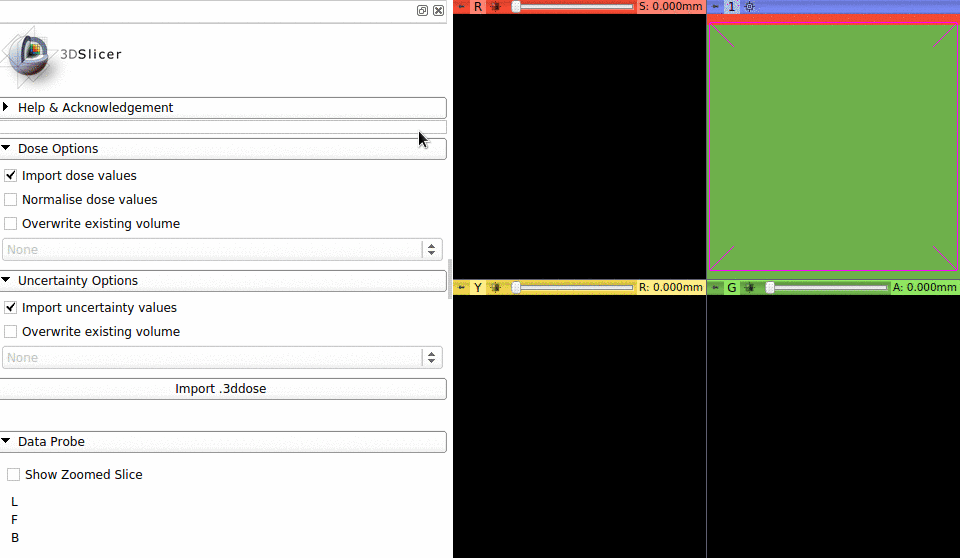 3DSlicer
Help & Acknowledgement
Dose Options
Import dose values
Normalise dose values
Overwrite existing volume
None
Uncertainty Options
Import uncertainty values
Overwrite existing volume
None
Import .3ddose
Data Probe
Show Zoomed Slice
L
F
B
R S: 0.000mm
1
Y R: 0.000mm
G A: 0.000mm